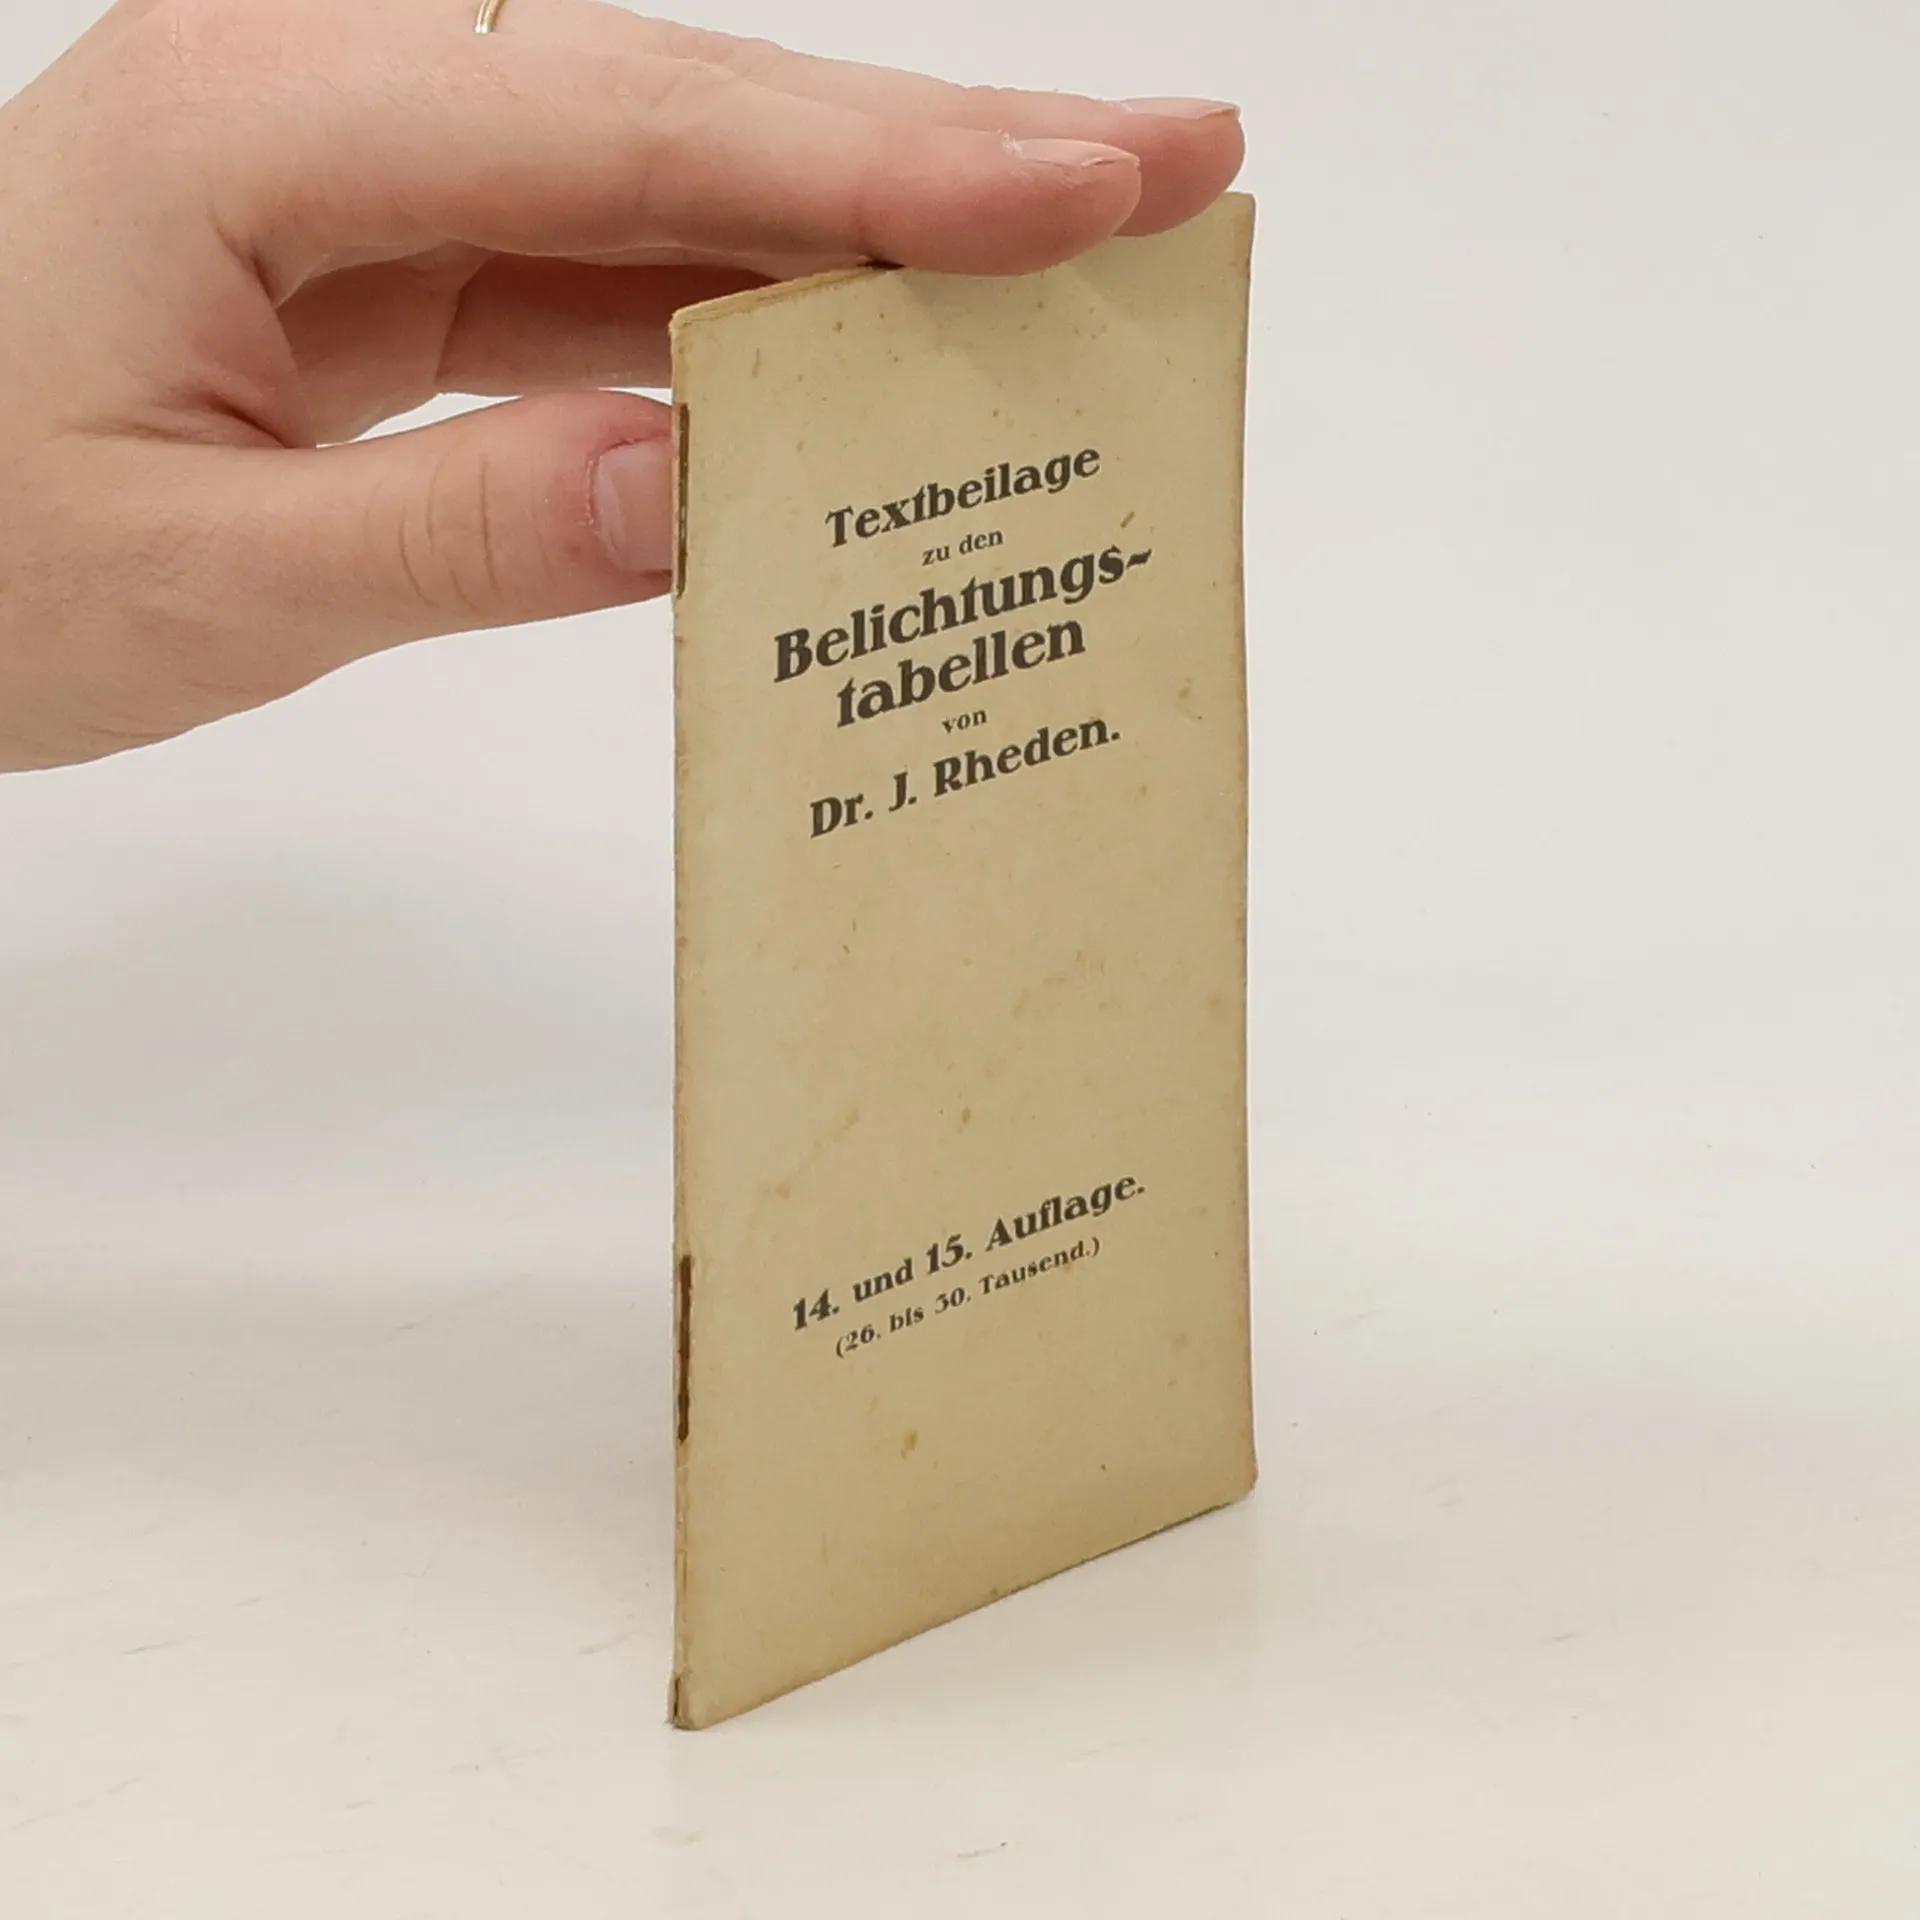 Textbeilage
zu den
Belichtungs-
tabellen
von
Dr. J. Rheden.
14. und 15. Auflage.
(26. bis 30. Tausend.)